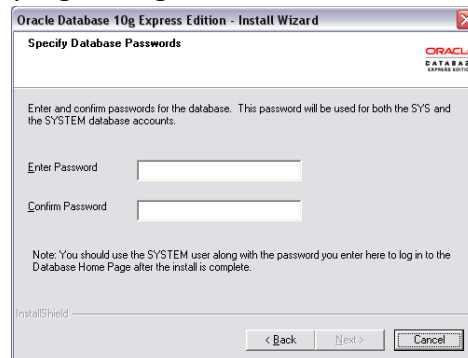 Oracle Database 10g Express Edition - Install Wizard
Specify Database Passwords
ORACL
DATABAS
EXPRESS EDITIO
Enter and confirm passwords for the database. This password will be used for both the SYS and
the SYSTEM database accounts.
Enter Password
Confirm Password
Note: You should use the SYSTEM user along with the password you enter here to log in to the
Database Home Page after the install is complete.
InstallShield
< Back
Next >
Cancel